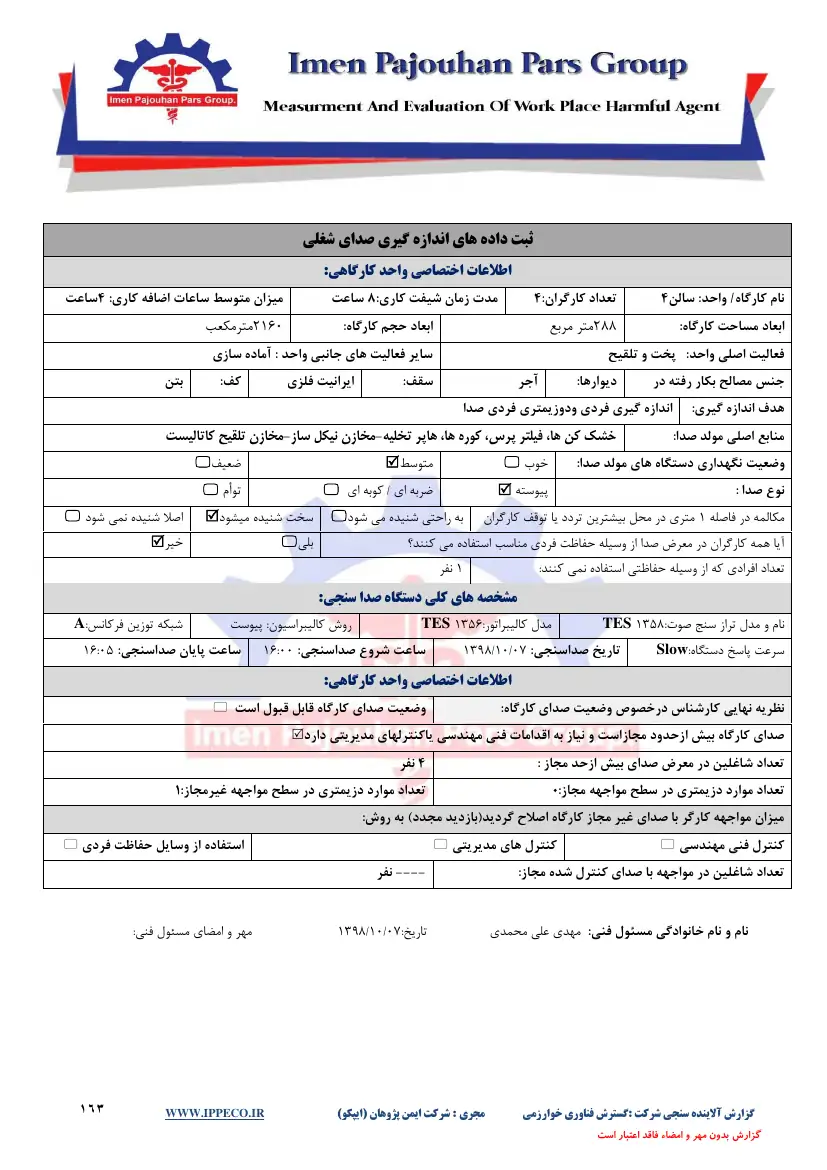 Imen Pajouhan Pars Group
Imen Pajouhan Pars Group.
Measurment And Evaluation Of Work Place Harmful Agent
ثبت داده های اندازه گیری صدای شغلی
اطلاعات اختصاصی واحد کارگاهی:
نام کارگاه/ واحد: سالن۴ تعداد کارگران:۴ مدت زمان شیفت کاری:۸ ساعت میزان متوسط ساعات اضافه کاری: ۴ساعت
ابعاد مساحت کارگاه: ۲۸۸متر مربع ابعاد حجم کارگاه: ۲۱۶۰مترمکعب
فعالیت اصلی واحد: پخت و تلقیح سایر فعالیت های جانبی واحد : آماده سازی
جنس مصالح بکار رفته در دیوارها: آجر سقف: ایرانیت فلزی کف: بتن
هدف اندازه گیری: اندازه گیری فردی ودوزیمتری فردی صدا
منابع اصلی مولد صدا: خشک کن ها، فیلتر پرس، کوره ها، هاپر تخلیه-مخازن نیکل ساز-مخازن تلقیح کاتالیست
وضعیت نگهداری دستگاه های مولد صدا: خوب ▢ متوسط☑ ضعیف▢
نوع صدا : پیوسته ☑ ضربه ای / کوبه ای ▢ توأم ▢
مکالمه در فاصله ۱ متری در محل بیشترین تردد یا توقف کارگران به راحتی شنیده می شود▢ سخت شنیده میشود☑ اصلا شنیده نمی شود ▢
آیا همه کارگران در معرض صدا از وسیله حفاظت فردی مناسب استفاده می کنند؟ بلی▢ خیر☑
تعداد افرادی که از وسیله حفاظتی استفاده نمی کنند: ۱ نفر
مشخصه های کلی دستگاه صدا سنجی:
نام و مدل تراز سنج صوت:۱۳۵۸ TES مدل کالیبراتور:۱۳۵۶ TES روش کالیبراسیون: پیوست شبکه توزین فرکانس:A
سرعت پاسخ دستگاه:Slow تاریخ صداسنجی: ۱۳۹۸/۱۰/۰۷ ساعت شروع صداسنجی: ۱۶:۰۰ ساعت پایان صداسنجی: ۱۶:۰۵
اطلاعات اختصاصی واحد کارگاهی:
نظریه نهایی کارشناس درخصوص وضعیت صدای کارگاه: وضعیت صدای کارگاه قابل قبول است ☐
صدای کارگاه بیش ازحدود مجازاست و نیاز به اقدامات فنی مهندسی یاکنترلهای مدیریتی دارد☑
Imen Pajouhan Pars Group
تعداد شاغلین در معرض صدای بیش ازحد مجاز : ۴ نفر
تعداد موارد دزیمتری در سطح مواجهه مجاز:۰ تعداد موارد دزیمتری در سطح مواجهه غیرمجاز:۱
میزان مواجهه کارگر با صدای غیر مجاز کارگاه اصلاح گردید(بازدید مجدد) به روش:
کنترل فنی مهندسی ☐ کنترل های مدیریتی ☐ استفاده از وسایل حفاظت فردی ☐
تعداد شاغلین در مواجهه با صدای کنترل شده مجاز: ---- نفر
نام و نام خانوادگی مسئول فنی: مهدی علی محمدی تاریخ:۱۳۹۸/۱۰/۰۷ مهر و امضای مسئول فنی:
گزارش آلاینده سنجی شرکت :گسترش فناوری خوارزمی مجری : شرکت ایمن پژوهان (ایپکو) WWW.IPPECO.IR ۱۶۳
گزارش بدون مهر و امضاء فاقد اعتبار است